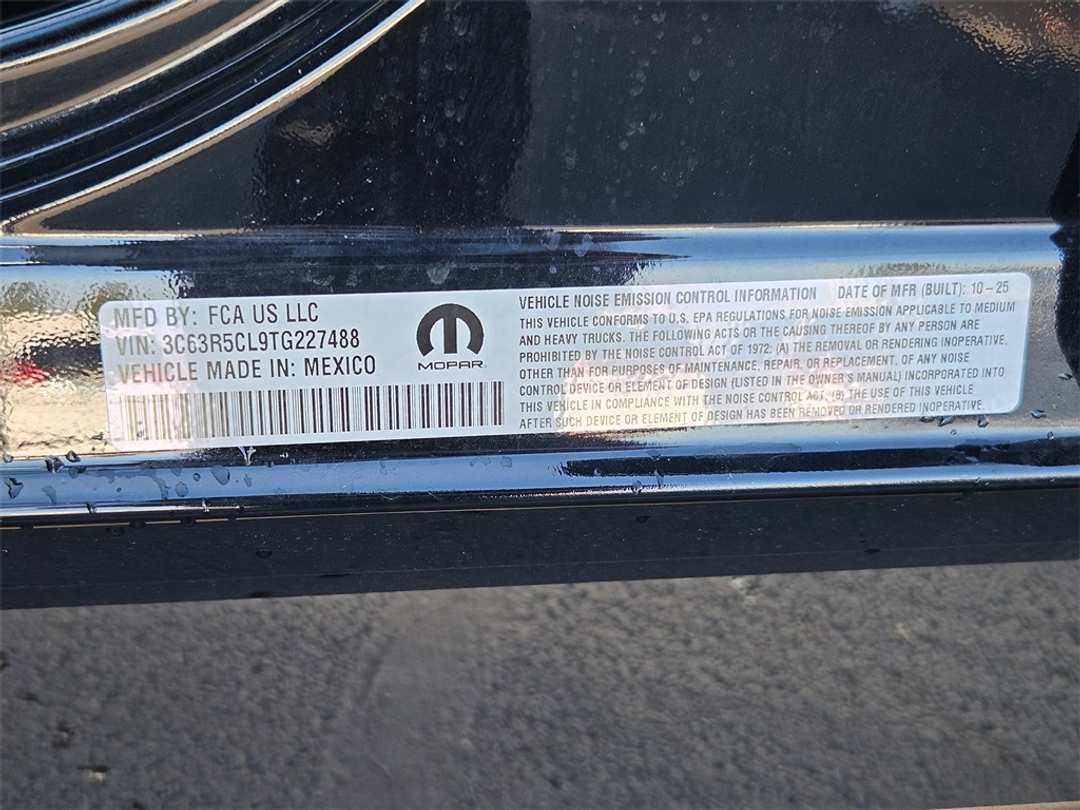 MFD BY: FCA US LLC
VIN: 3C63R5CL9TG227488
VEHICLE MADE IN: MEXICO
MOPAR
VEHICLE NOISE EMISSION CONTROL INFORMATION DATE OF MFR (BUILT): 10-25
THIS VEHICLE CONFORMS TO U.S. EPA REGULATIONS FOR NOISE EMISSION APPLICABLE TO MEDIUM
AND HEAVY TRUCKS. THE FOLLOWING ACTS OR THE CAUSING THEREOF BY ANY PERSON ARE
PROHIBITED BY THE NOISE CONTROL ACT OF 1972: (A) THE REMOVAL OR RENDERING INOPERATIVE,
OTHER THAN FOR PURPOSES OF MAINTENANCE, REPAIR, OR REPLACEMENT, OF ANY NOISE
CONTROL DEVICE OR ELEMENT OF DESIGN (LISTED IN THE OWNER'S MANUAL) INCORPORATED INTO
THIS VEHICLE IN COMPLIANCE WITH THE NOISE CONTROL ACT, (B) THE USE OF THIS VEHICLE
AFTER SUCH DEVICE OR ELEMENT OF DESIGN HAS BEEN REMOVED OR RENDERED INOPERATIVE.